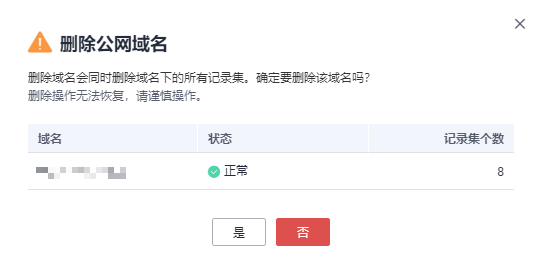 删除公网域名
删除域名会同时删除域名下的所有记录集。确定要删除该域名吗?
删除操作无法恢复，请谨慎操作。
域名 状态 记录集个数
正常 8
是 否